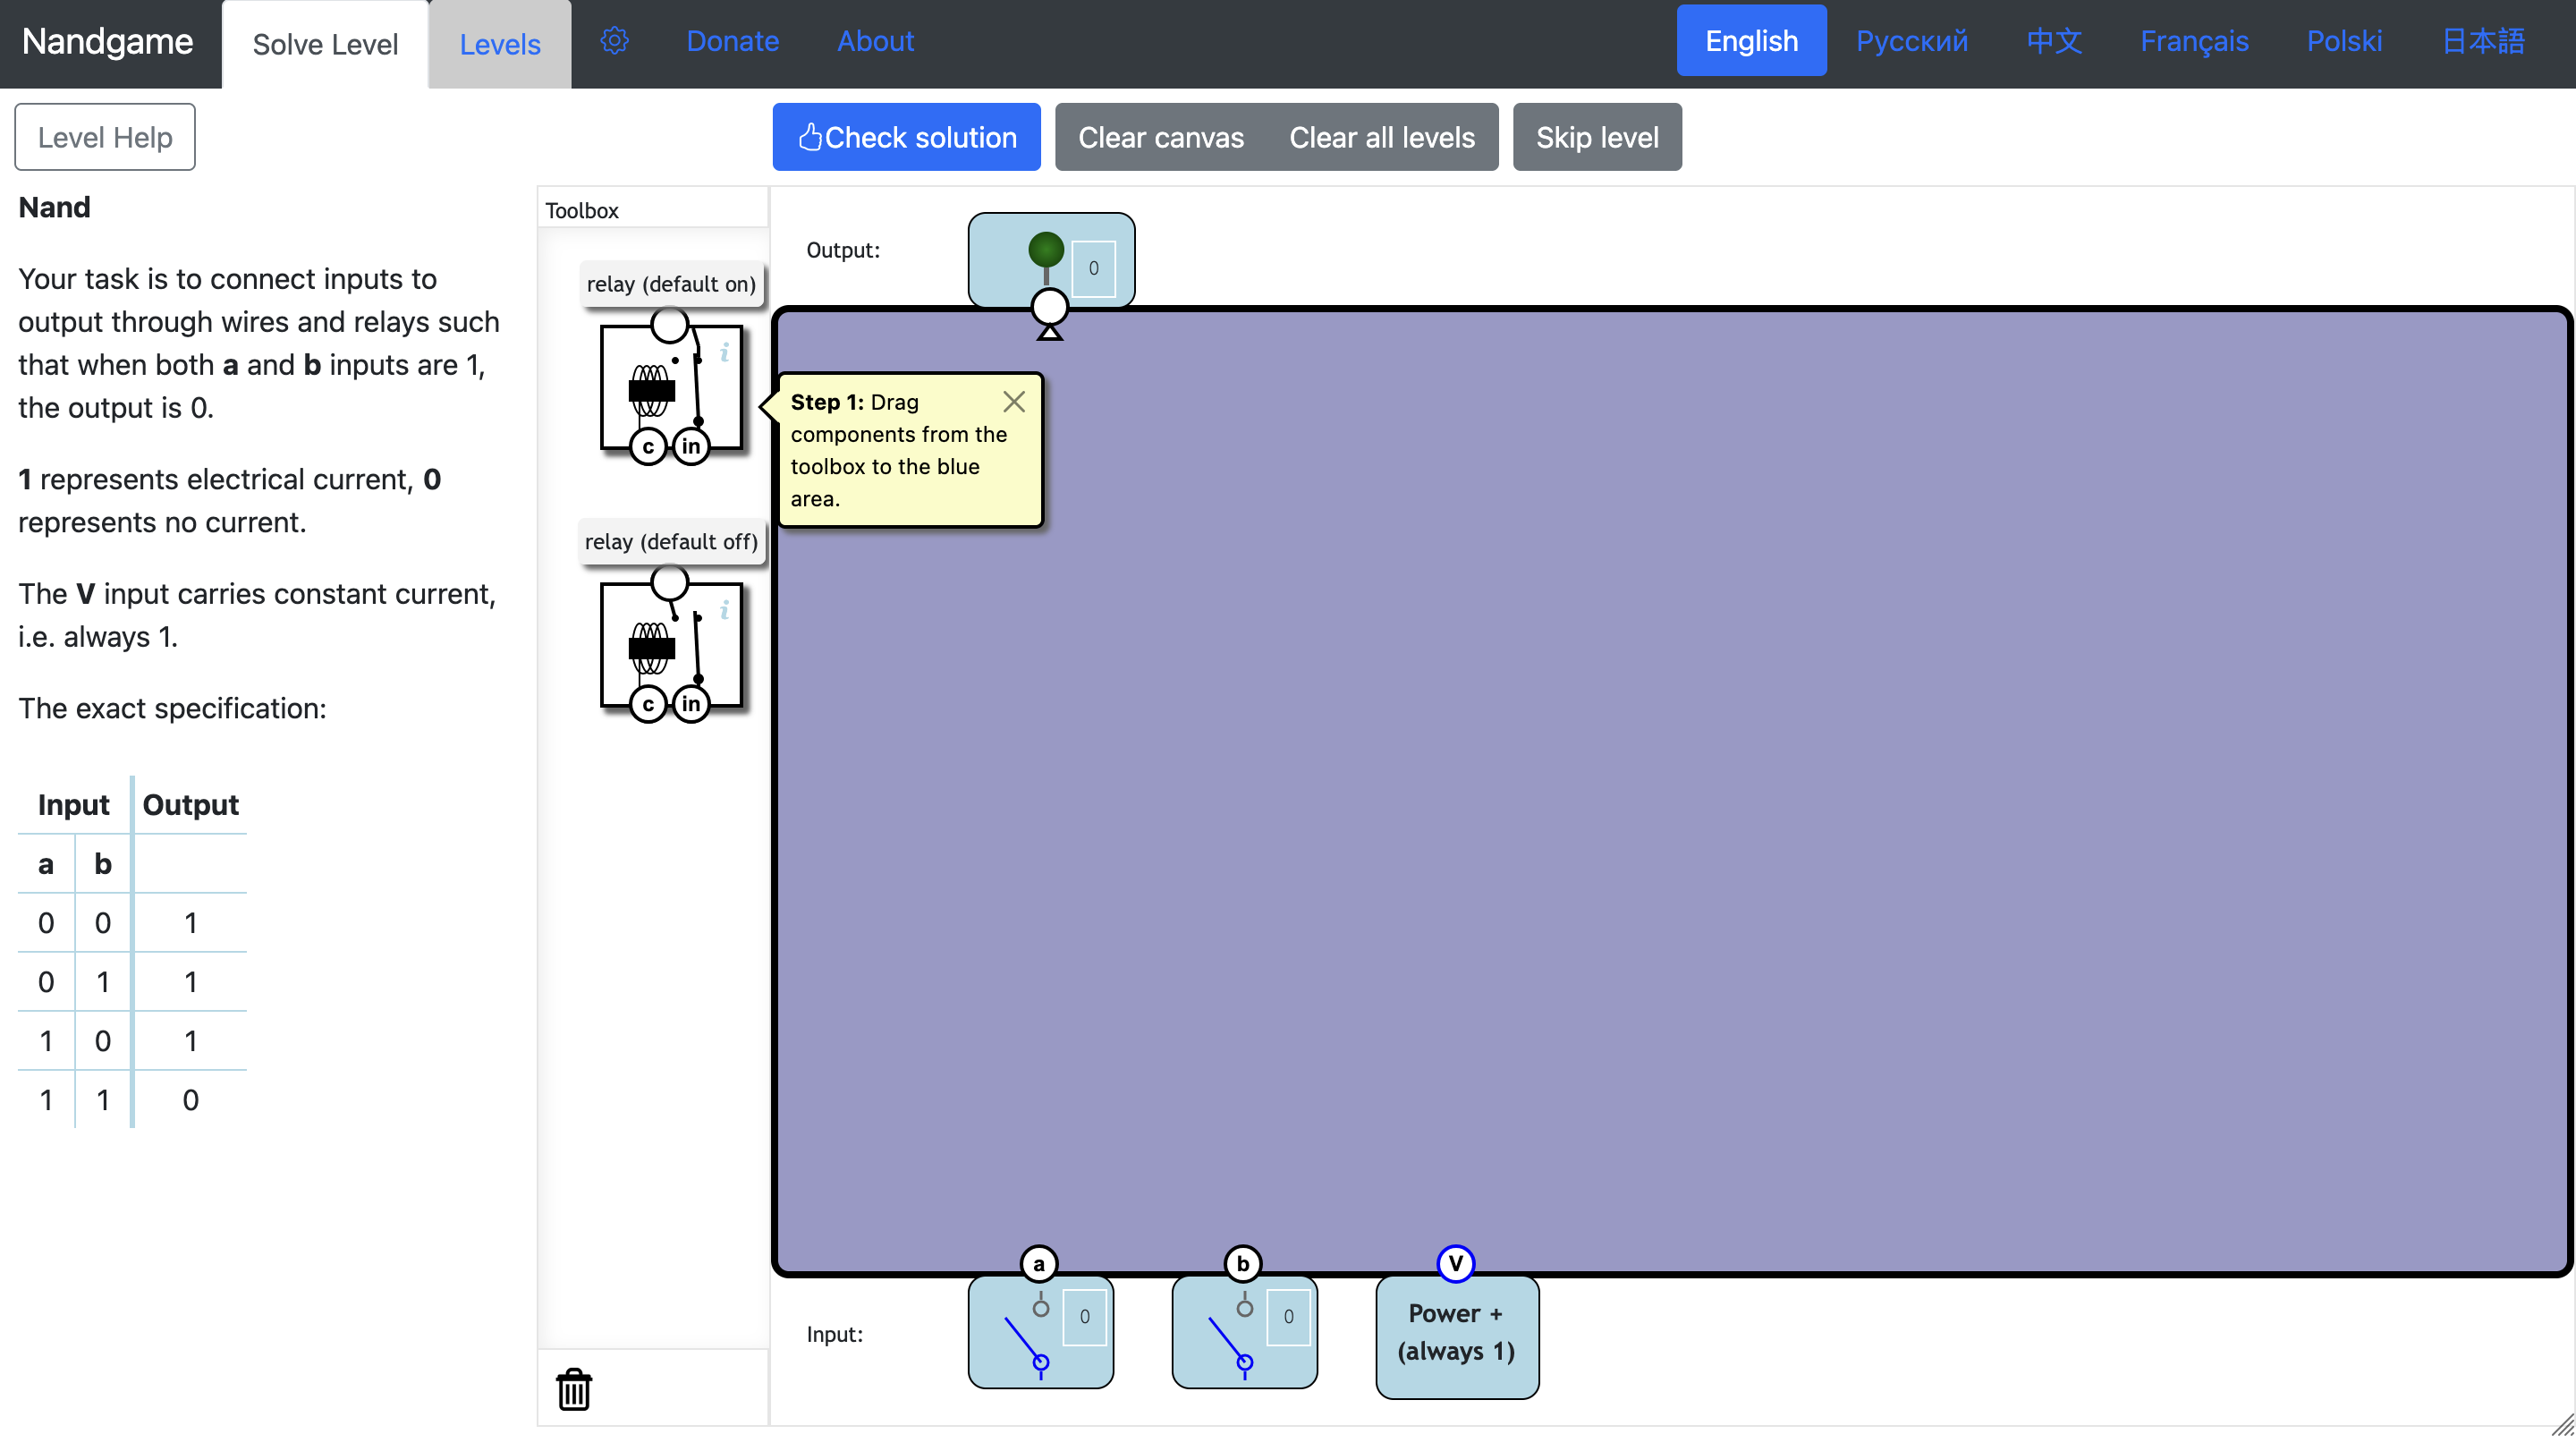 Nandgame
Solve Level
Levels
Donate
About
English
Русский
中文
Français
Polski
日本語
Level Help
Check solution
Clear canvas
Clear all levels
Skip level
Nand
Your task is to connect inputs to
output through wires and relays such
that when both a and b inputs are 1,
the output is 0.
1 represents electrical current, 0
represents no current.
The V input carries constant current,
i.e. always 1.
The exact specification:
Input Output
a b
0 0 1
0 1 1
1 0 1
1 1 0
Toolbox
relay (default on)
i
c in
relay (default off)
i
c in
Output:
0
Step 1: Drag
components from the
toolbox to the blue
area.
a b V
Input:
0
0
Power +
(always 1)